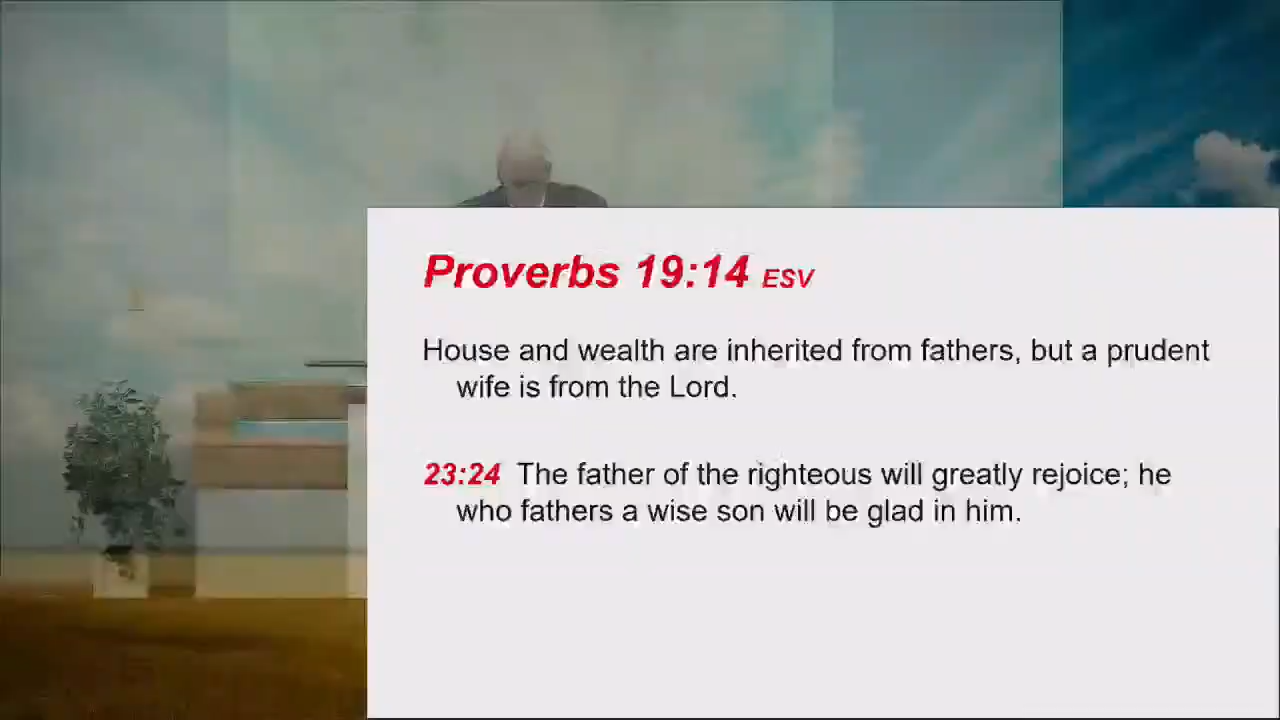 Proverbs 19:14 ESV
House and wealth are inherited from fathers, but a prudent
wife is from the Lord.
23:24 The father of the righteous will greatly rejoice; he
who fathers a wise son will be glad in him.